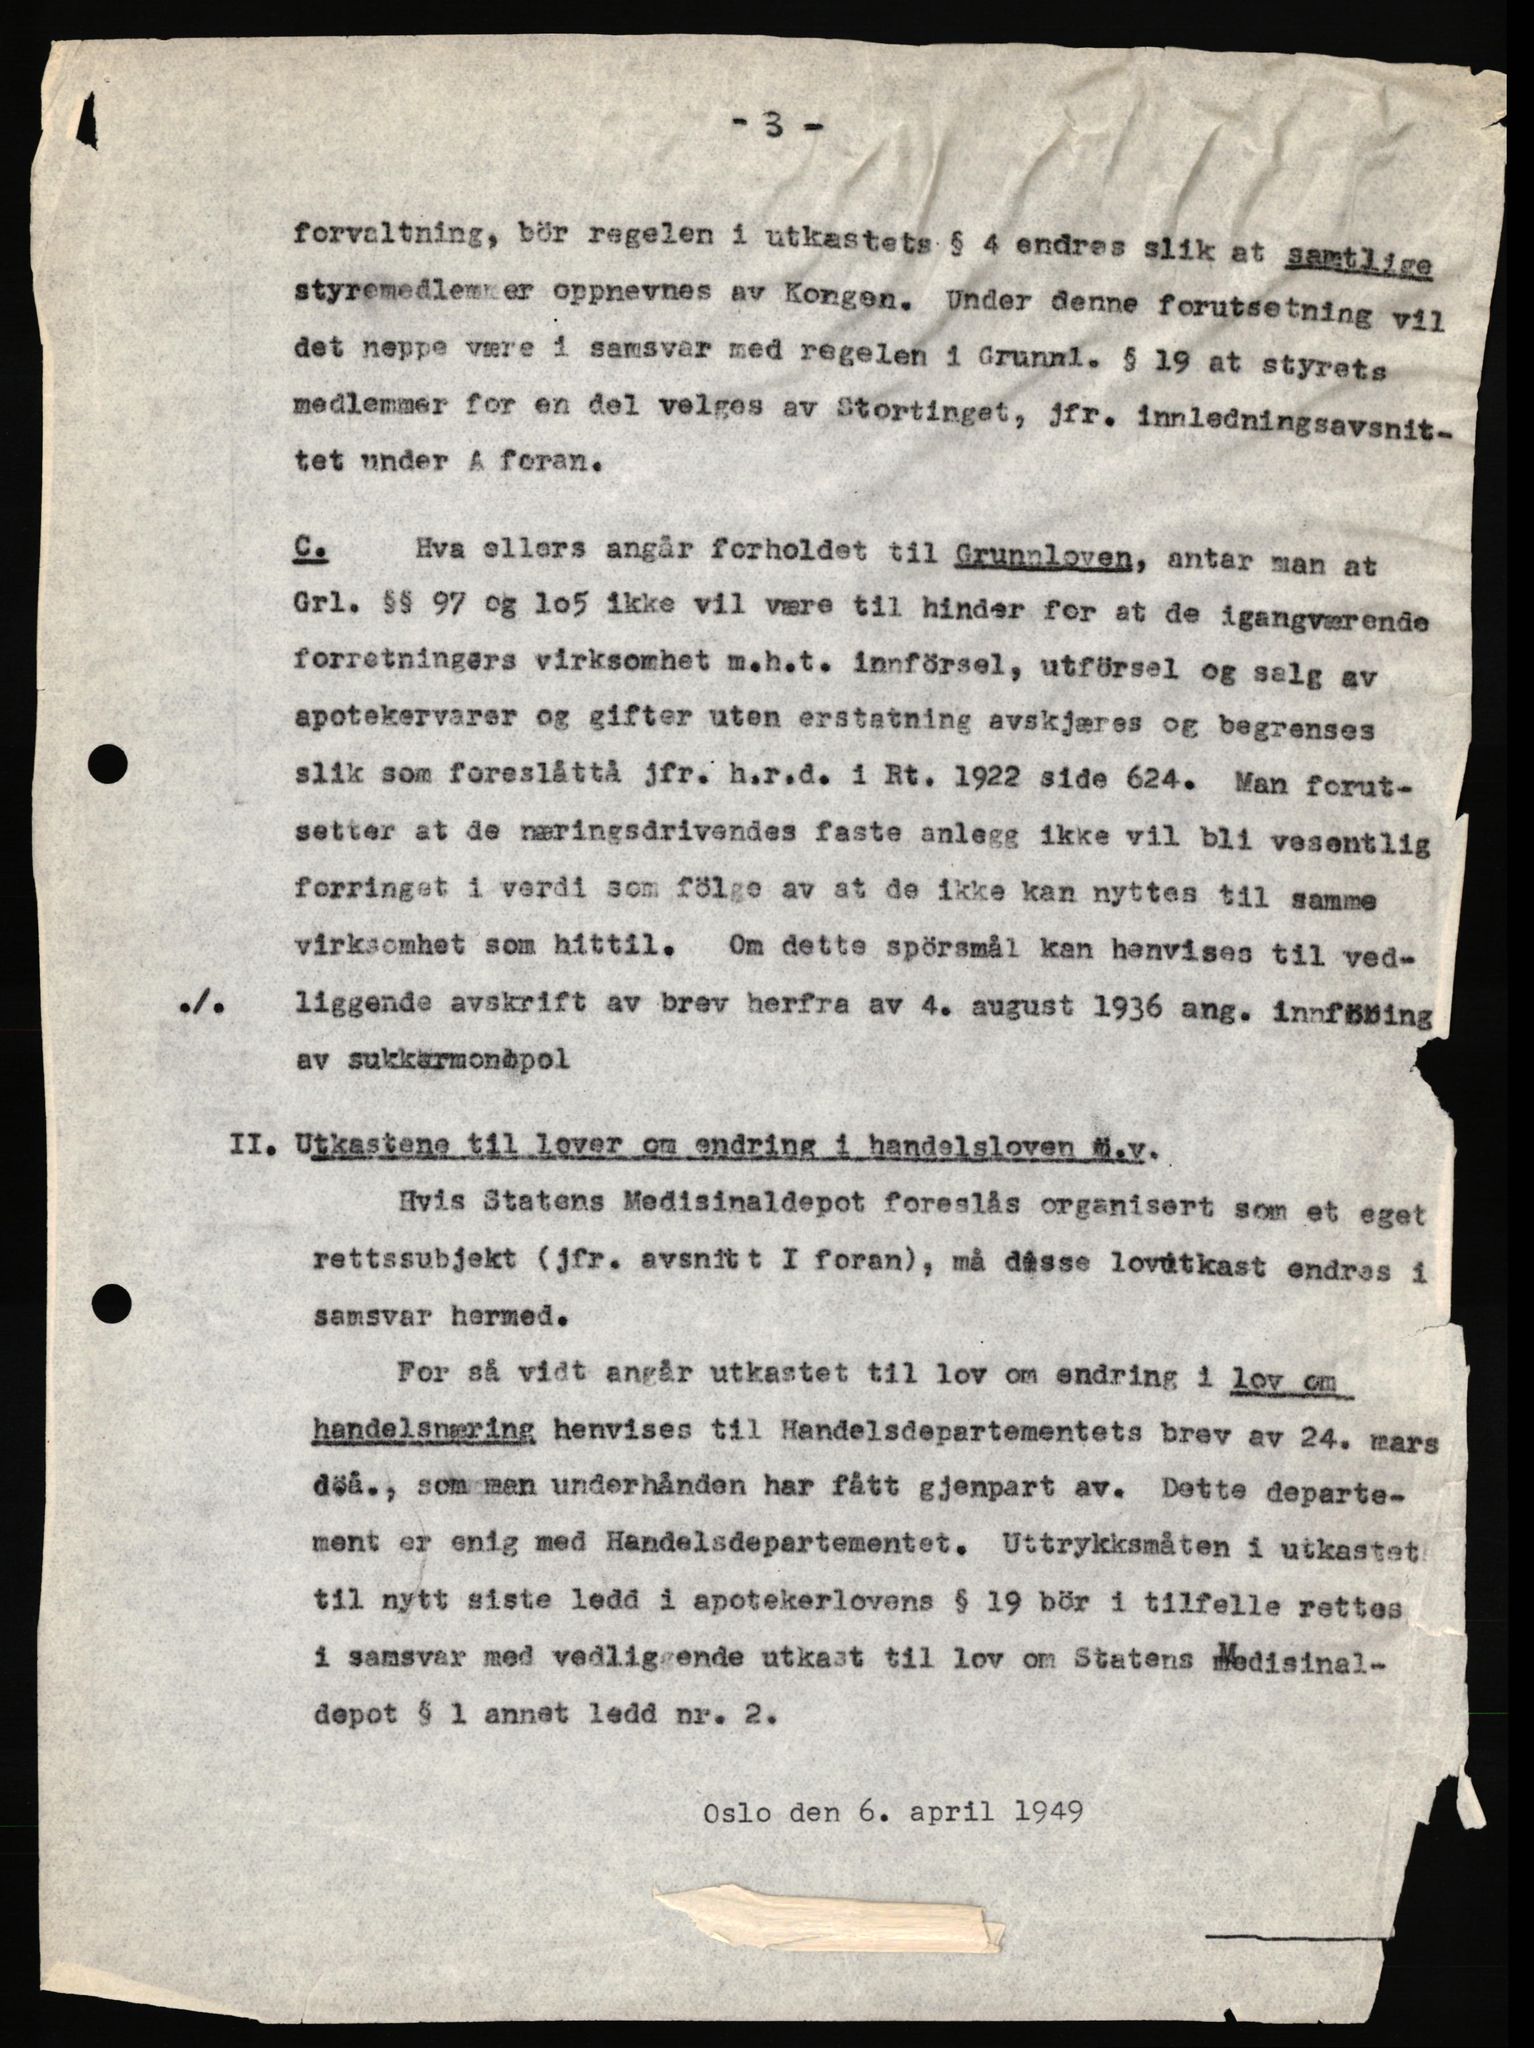 - 3 -
forvaltning, bör regelen i utkastets § 4 endres slik at samtlige
styremedlemmer oppnevnes av Kongen. Under denne forutsetning vil
det neppe være i samsvar med regelen i Grunnl. § 19 at styrets
medlemmer for en del velges av Stortinget, jfr. innledningsavsnit-
tet under A foran.
C. Hva ellers angår forholdet til Grunnloven, antar man at
Grl. §§ 97 og 1o5 ikke vil være til hinder for at de igangværende
forretningers virksomhet m.h.t. innförsel, utförsel og salg av
apotekervarer og gifter uten erstatning avskjæres og begrenses
slik som foreslåttå jfr. h.r.d. i Rt. 1922 side 624. Man forut-
setter at de næringsdrivendes faste anlegg ikke vil bli vesentlig
forringet i verdi som fölge av at de ikke kan nyttes til samme
virksomhet som hittil. Om dette spörsmål kan henvises til ved-
./. liggende avskrift av brev herfra av 4. august 1936 ang. innföring
av sukkermonopol
II. Utkastene til lover om endring i handelsloven m.v.
Hvis Statens Medisinaldepot foreslås organisert som et eget
rettssubjekt (jfr. avsnitt I foran), må disse lovutkast endres i
samsvar hermed.
For så vidt angår utkastet til lov om endring i lov om
handelsnæring henvises til Handelsdepartementets brev av 24. mars
d.å., som man underhånden har fått gjenpart av. Dette departe-
ment er enig med Handelsdepartementet. Uttrykksmåten i utkastet
til nytt siste ledd i apotekerlovens § 19 bör i tilfelle rettes
i samsvar med vedliggende utkast til lov om Statens Medisinal-
depot § 1 annet ledd nr. 2.
Oslo den 6. april 1949